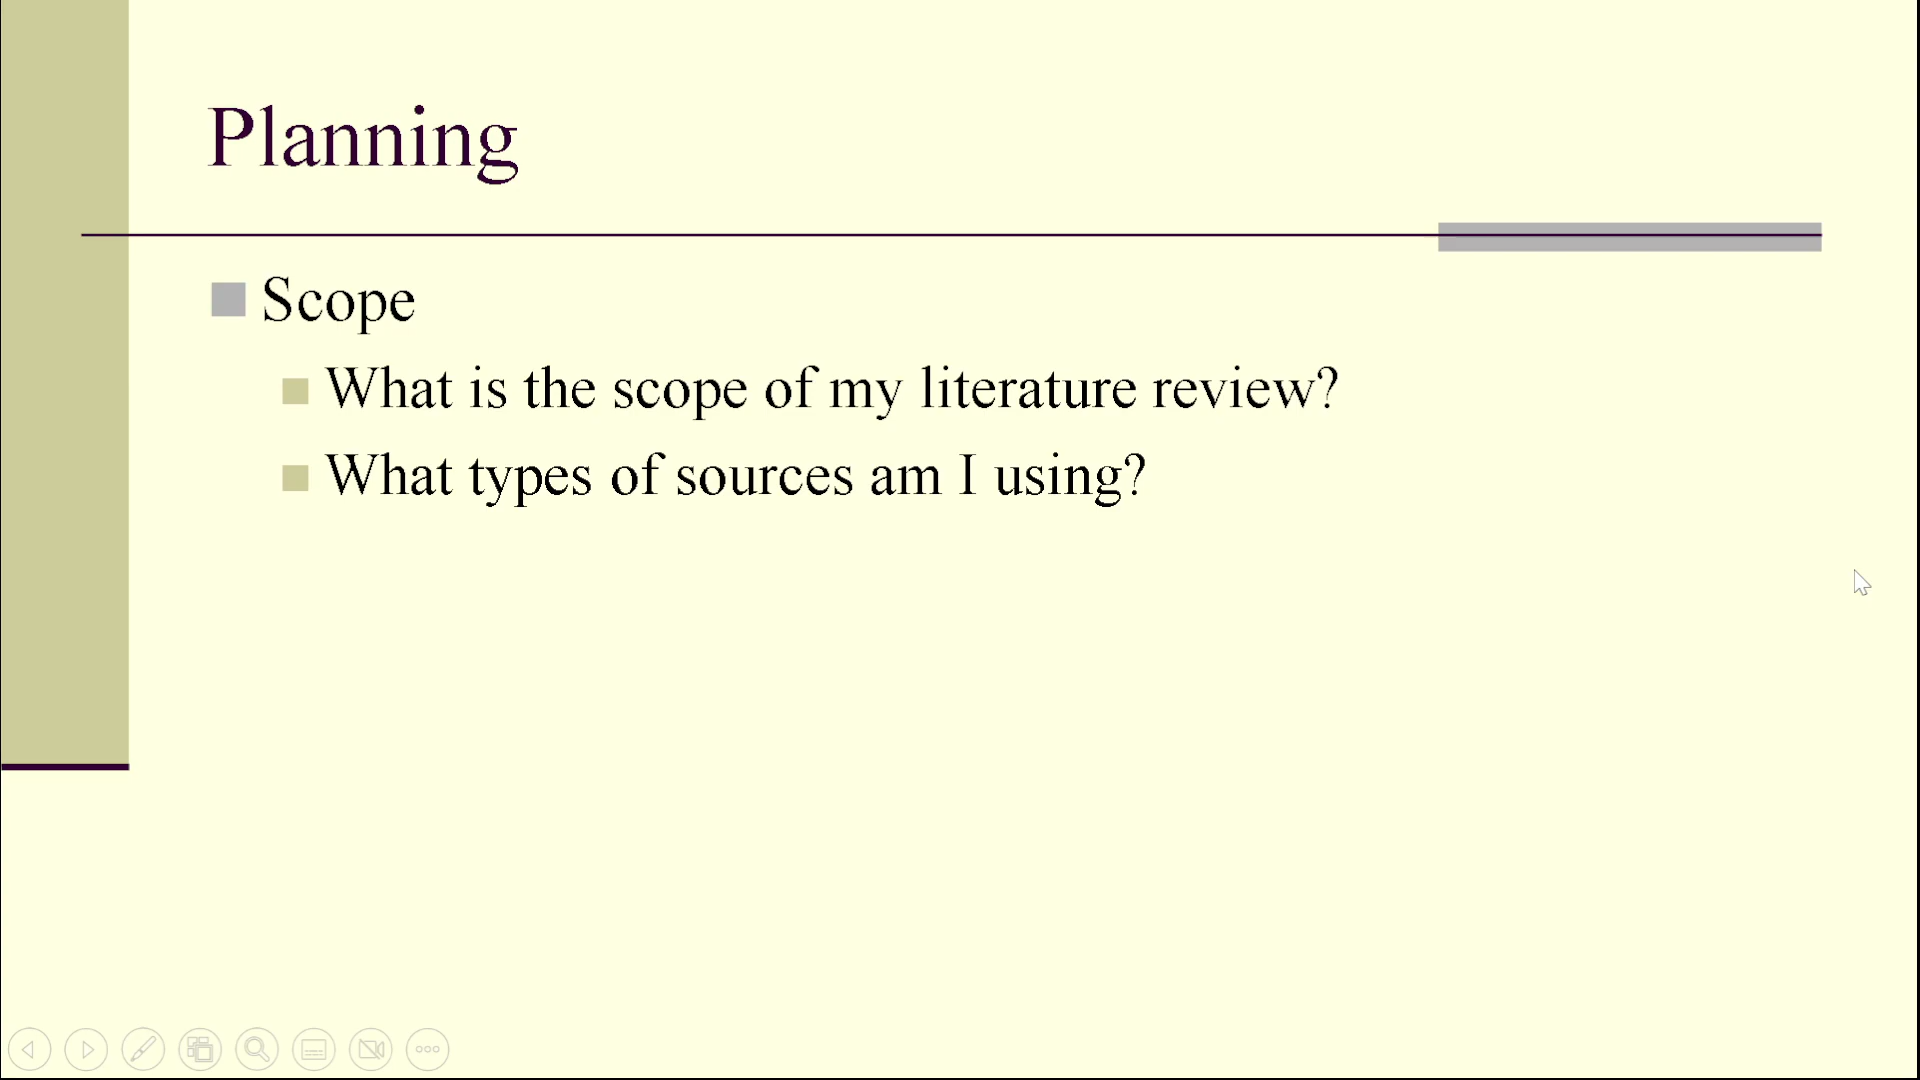 Planning
Scope
What is the scope of my literature review?
What types of sources am I using?